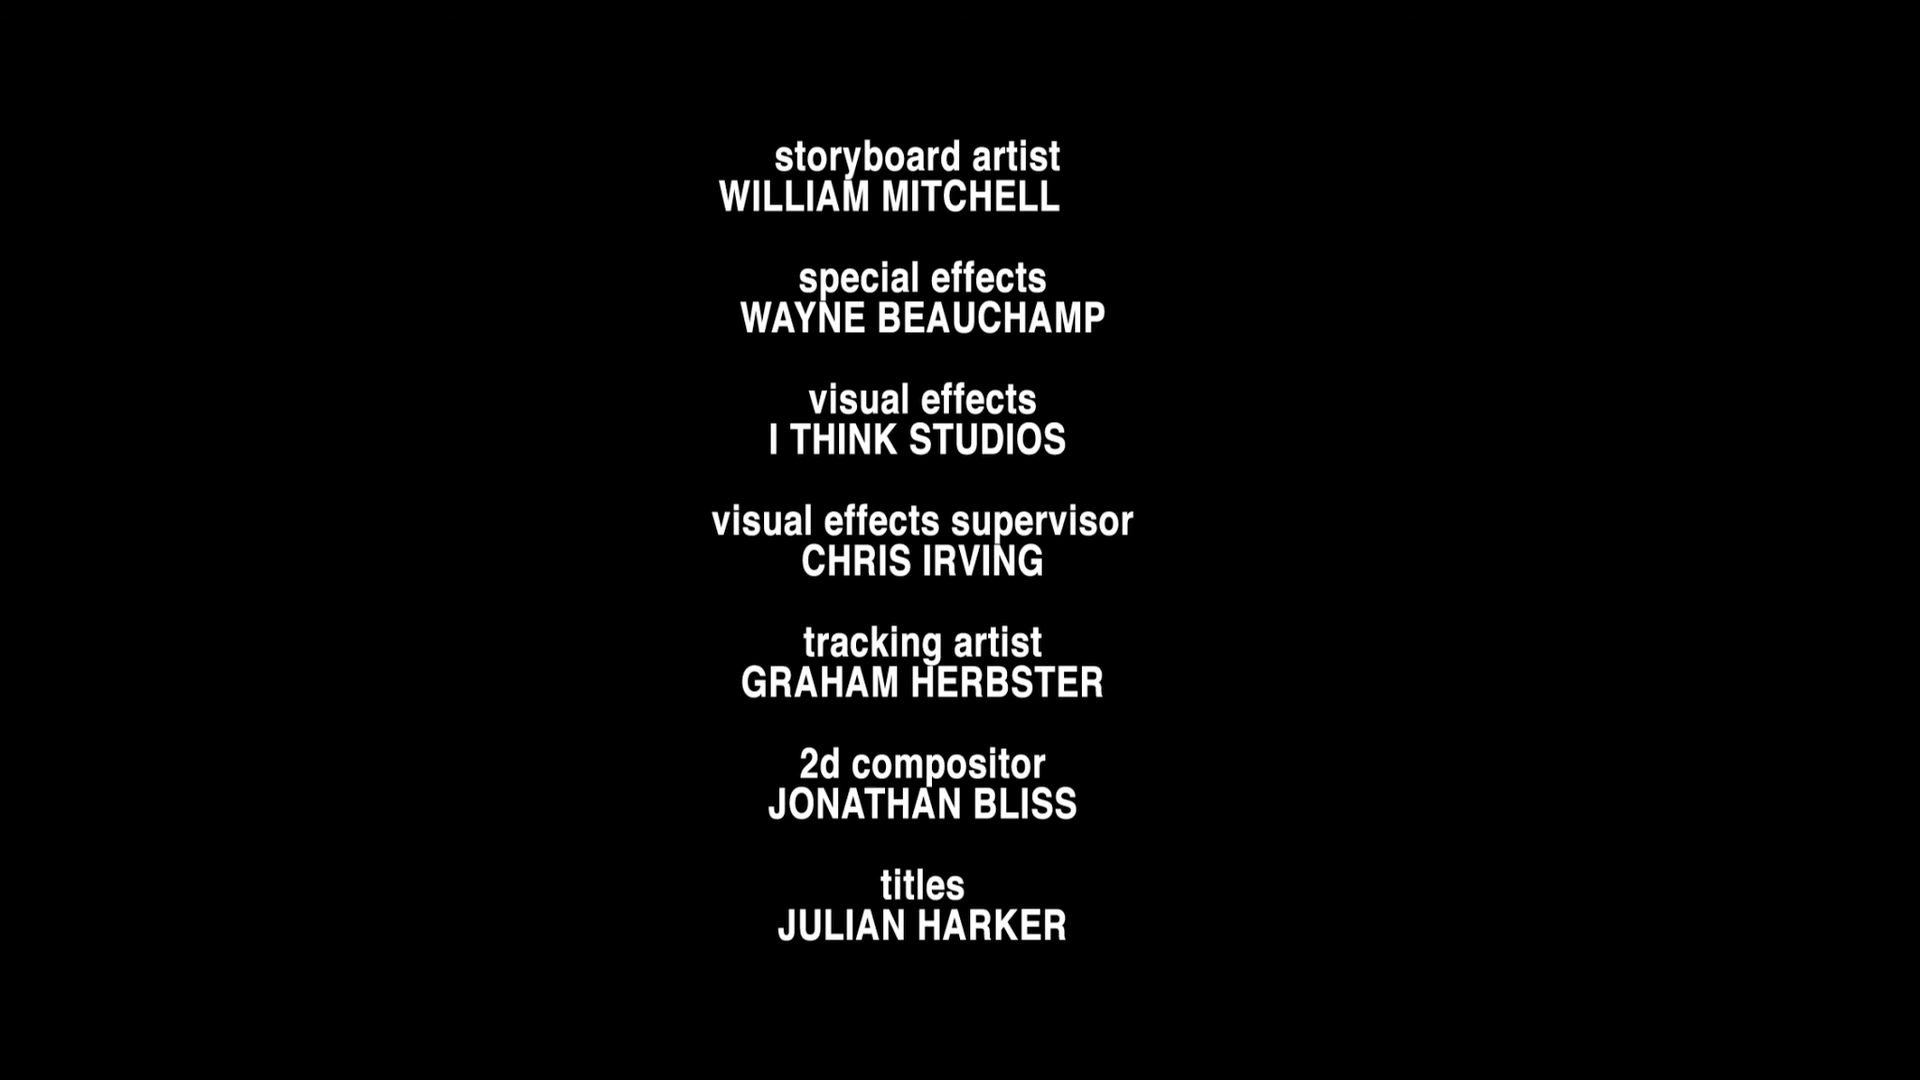 storyboard artist
WILLIAM MITCHELL
special effects
WAYNE BEAUCHAMP
visual effects
I THINK STUDIOS
visual effects supervisor
CHRIS IRVING
tracking artist
GRAHAM HERBSTER
2d compositor
JONATHAN BLISS
titles
JULIAN HARKER